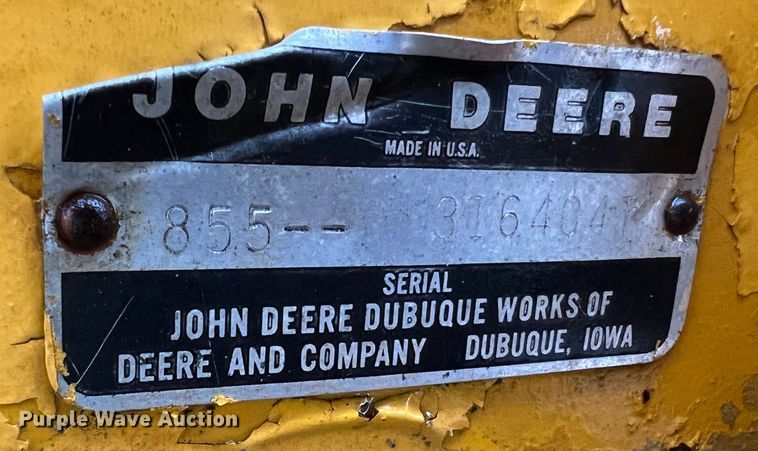 JOHN DEERE
MADE IN U.S.A.
855-- 316404T
SERIAL
JOHN DEERE DUBUQUE WORKS OF
DEERE AND COMPANY DUBUQUE, IOWA
Purple Wave Auction